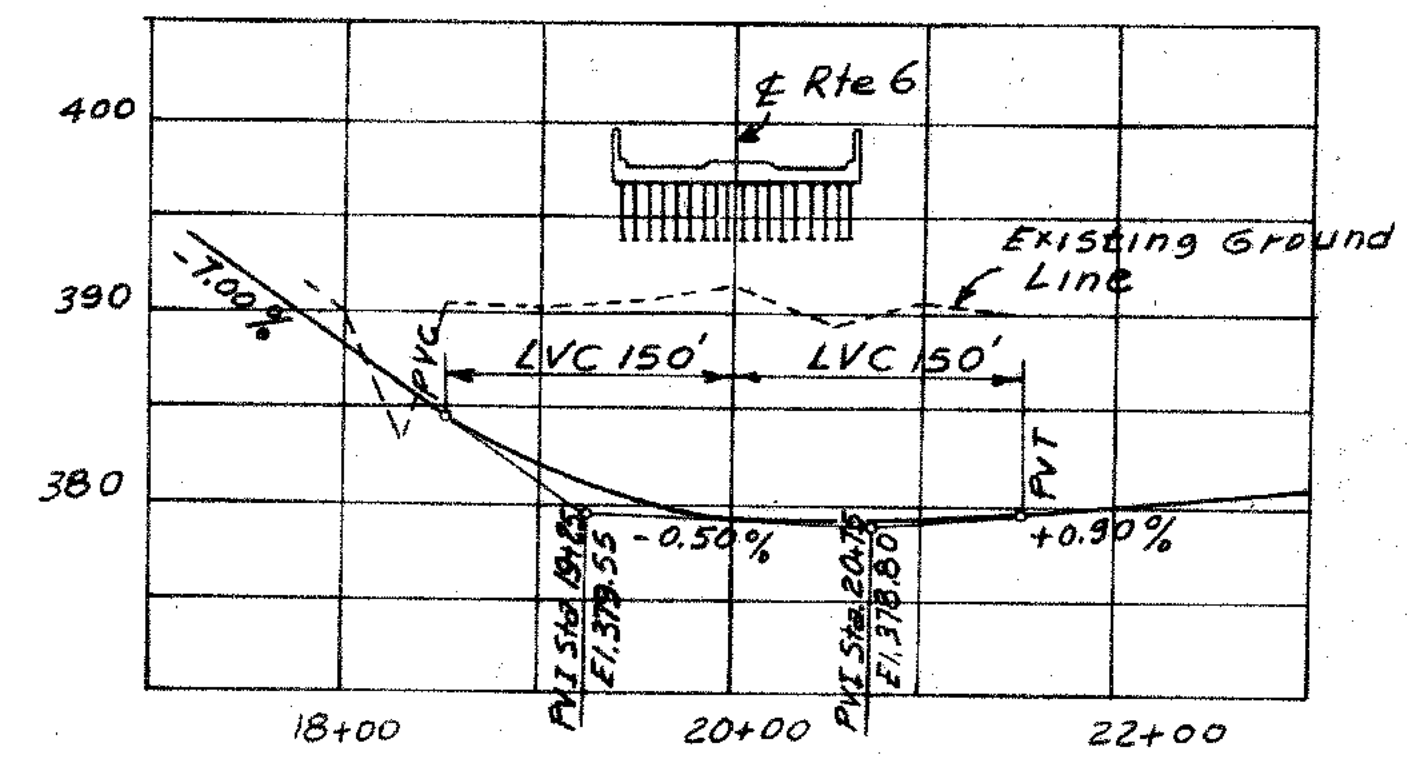 ℄ Rte 6
400
Existing Ground
Line
-7.00%
390
PVC
LVC 150'
LVC 150'
380
PVT
-0.50%
+0.90%
PVI Sta. 19+25
El. 379.55
PVI Sta. 20+75
El. 378.80
18+00
20+00
22+00